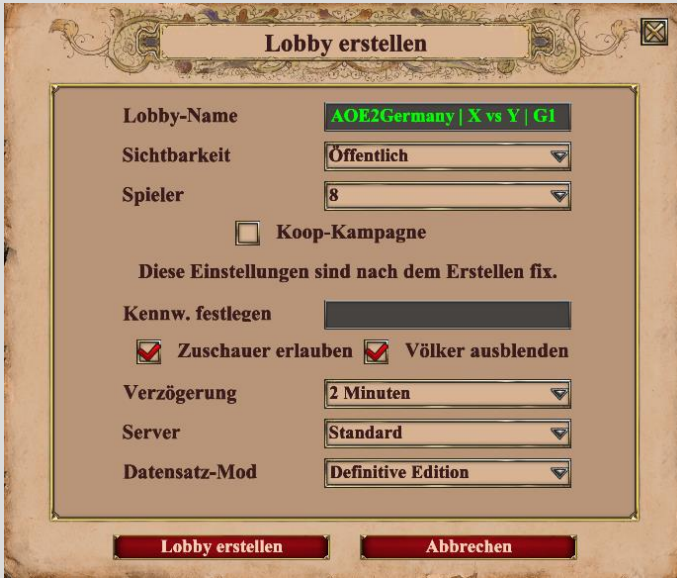 Lobby erstellen
Lobby-Name AOE2Germany | X vs Y | G1
Sichtbarkeit Öffentlich
Spieler 8
Koop-Kampagne
Diese Einstellungen sind nach dem Erstellen fix.
Kennw. festlegen
Zuschauer erlauben Völker ausblenden
Verzögerung 2 Minuten
Server Standard
Datensatz-Mod Definitive Edition
Lobby erstellen Abbrechen